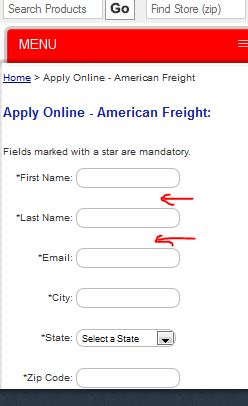 Search Products Go Find Store (zip)
MENU
Home > Apply Online - American Freight
Apply Online - American Freight:
Fields marked with a star are mandatory.
*First Name:
*Last Name:
*Email:
*City:
*State: Select a State
*Zip Code: